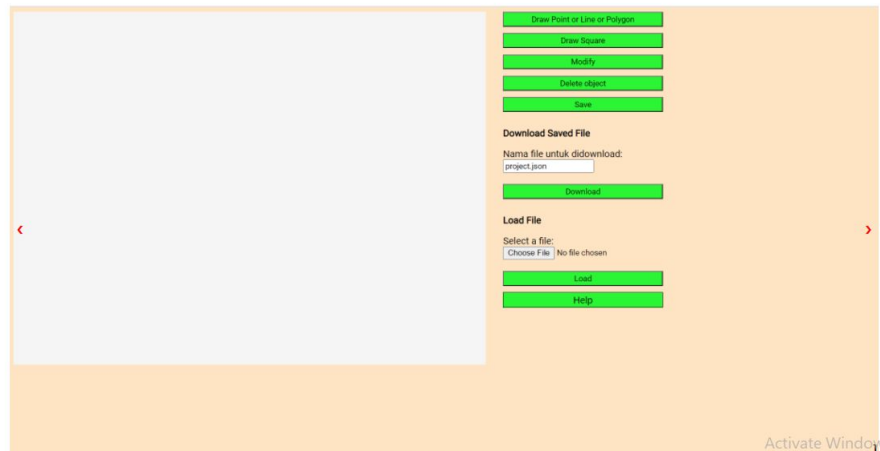 Draw Point or Line or Polygon
Draw Square
Modify
Delete object
Save
Download Saved File
Nama file untuk didownload:
project.json
Download
Load File
‹
›
Select a file:
Choose File No file chosen
Load
Help
Activate Window
1